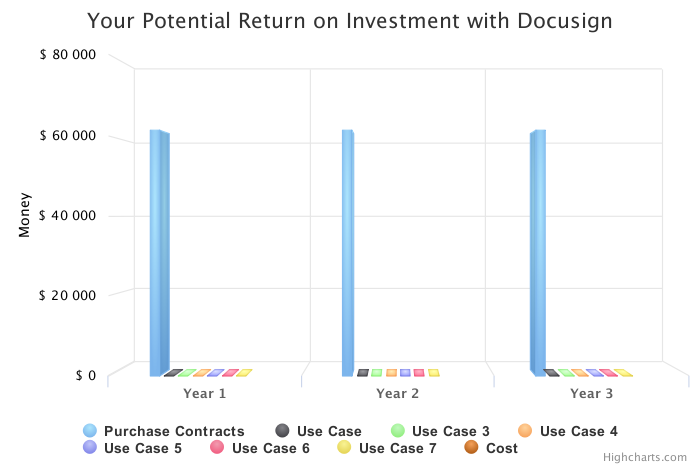 Your Potential Return on Investment with Docusign
$ 80 000
$ 60 000
$ 40 000
$ 20 000
$ 0
Money
Year 1 Year 2 Year 3
Purchase Contracts Use Case Use Case 3 Use Case 4
Use Case 5 Use Case 6 Use Case 7 Cost
Highcharts.com